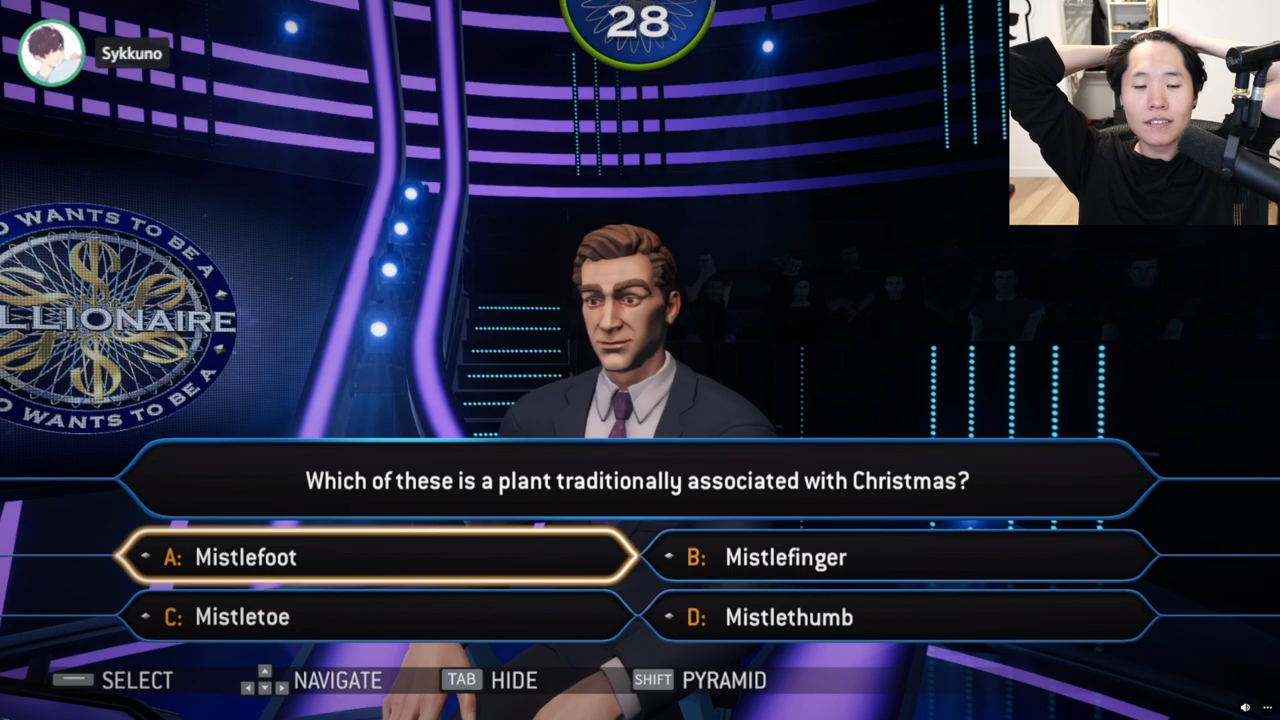 28
Sykkuno
WANTS TO BE A
LLIONAIRE
WANTS TO BE A
Which of these is a plant traditionally associated with Christmas?
A: Mistlefoot
B: Mistlefinger
C: Mistletoe
D: Mistlethumb
SELECT
NAVIGATE
TAB HIDE
SHIFT PYRAMID